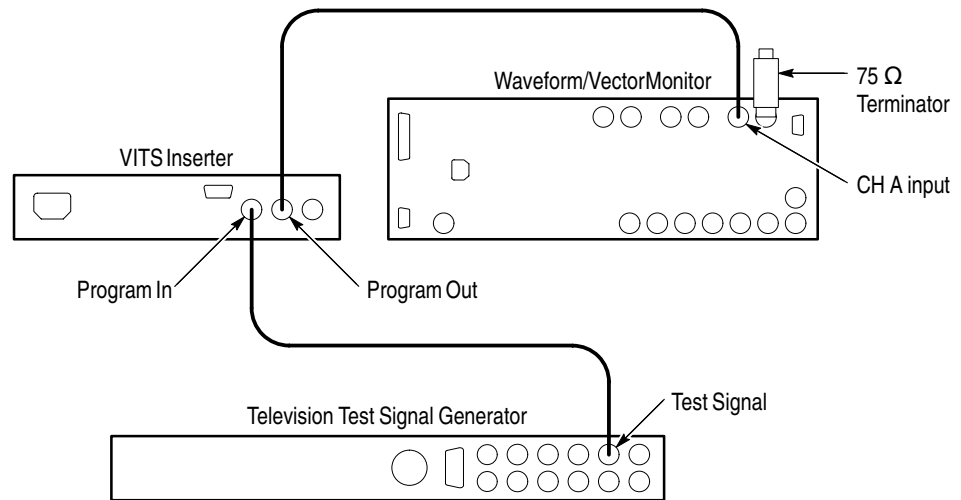 Waveform/VectorMonitor
75 Ω
Terminator
VITS Inserter
CH A input
Program In
Program Out
Television Test Signal Generator
Test Signal